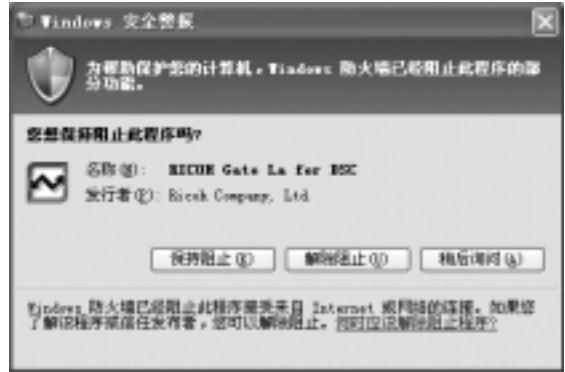 Windows 安全警报
为帮助保护您的计算机，Windows 防火墙已经阻止此程序的部
分功能。
您想保持阻止此程序吗?
名称(N): RICOH Gate La for DSC
发行者(P): Ricoh Company, Ltd.
保持阻止(K) 解除阻止(U) 稍后询问(A)
Windows 防火墙已经阻止此程序接受来自 Internet 或网络的连接。如果您
了解该程序或信任发布者，您可以解除阻止。何时应该解除阻止程序?